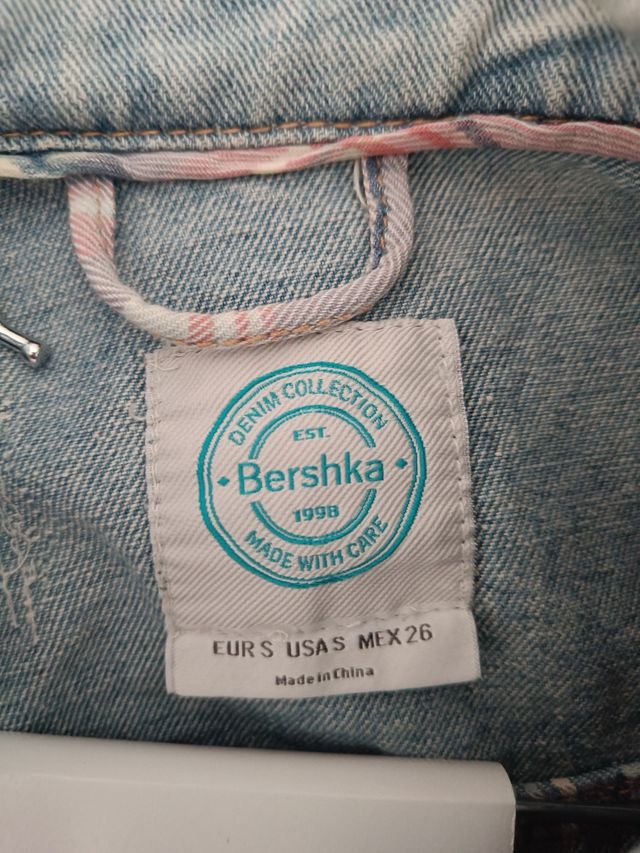 DENIM COLLECTION
EST.
Bershka
1998
MADE WITH CARE
EUR S USA S MEX 26
Made in China